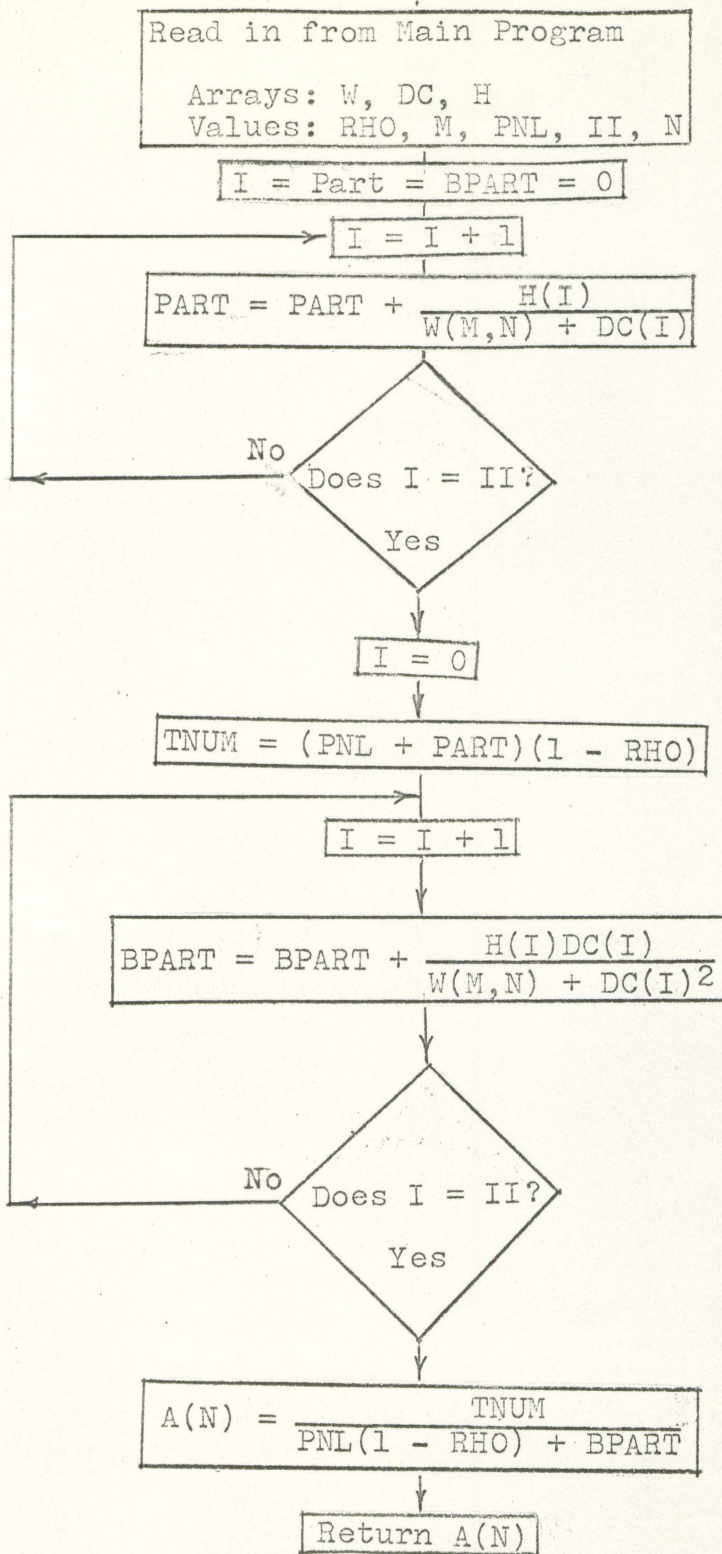 Read in from Main Program
Arrays: W, DC, H
Values: RHO, M, PNL, II, N
I = Part = BPART = 0
I = I + 1
PART = PART + H(I)
W(M,N) + DC(I)
No
Does I = II?
Yes
I = 0
TNUM = (PNL + PART)(1 - RHO)
I = I + 1
BPART = BPART + H(I)DC(I)
W(M,N) + DC(I)2
No
Does I = II?
Yes
A(N) = TNUM
PNL(1 - RHO) + BPART
Return A(N)